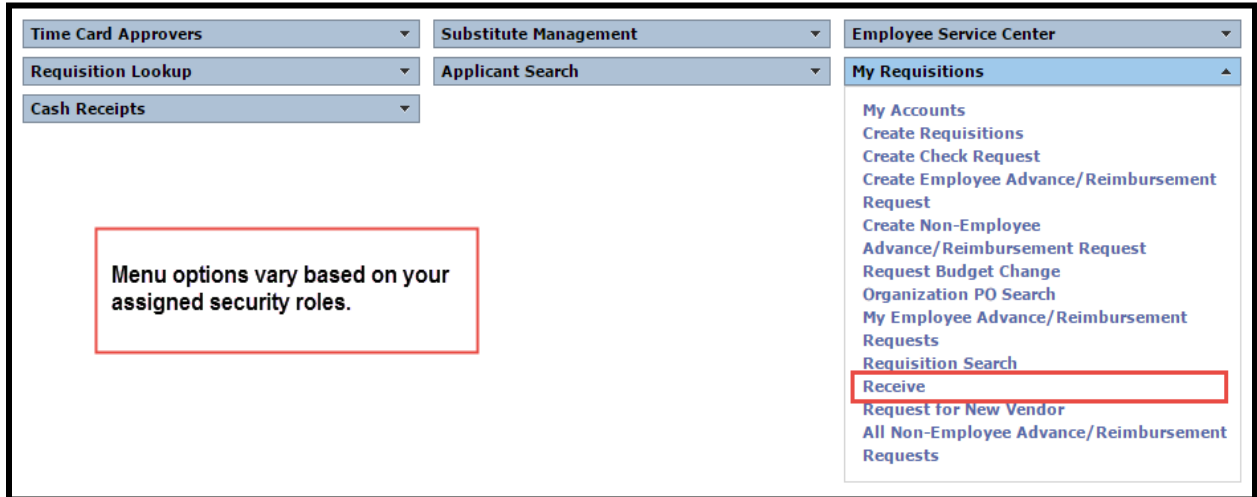 Time Card Approvers
Substitute Management
Employee Service Center
Requisition Lookup
Applicant Search
My Requisitions
Cash Receipts
My Accounts
Create Requisitions
Create Check Request
Create Employee Advance/Reimbursement
Request
Create Non-Employee
Advance/Reimbursement Request
Request Budget Change
Organization PO Search
My Employee Advance/Reimbursement
Requests
Requisition Search
Receive
Request for New Vendor
All Non-Employee Advance/Reimbursement
Requests
Menu options vary based on your
assigned security roles.